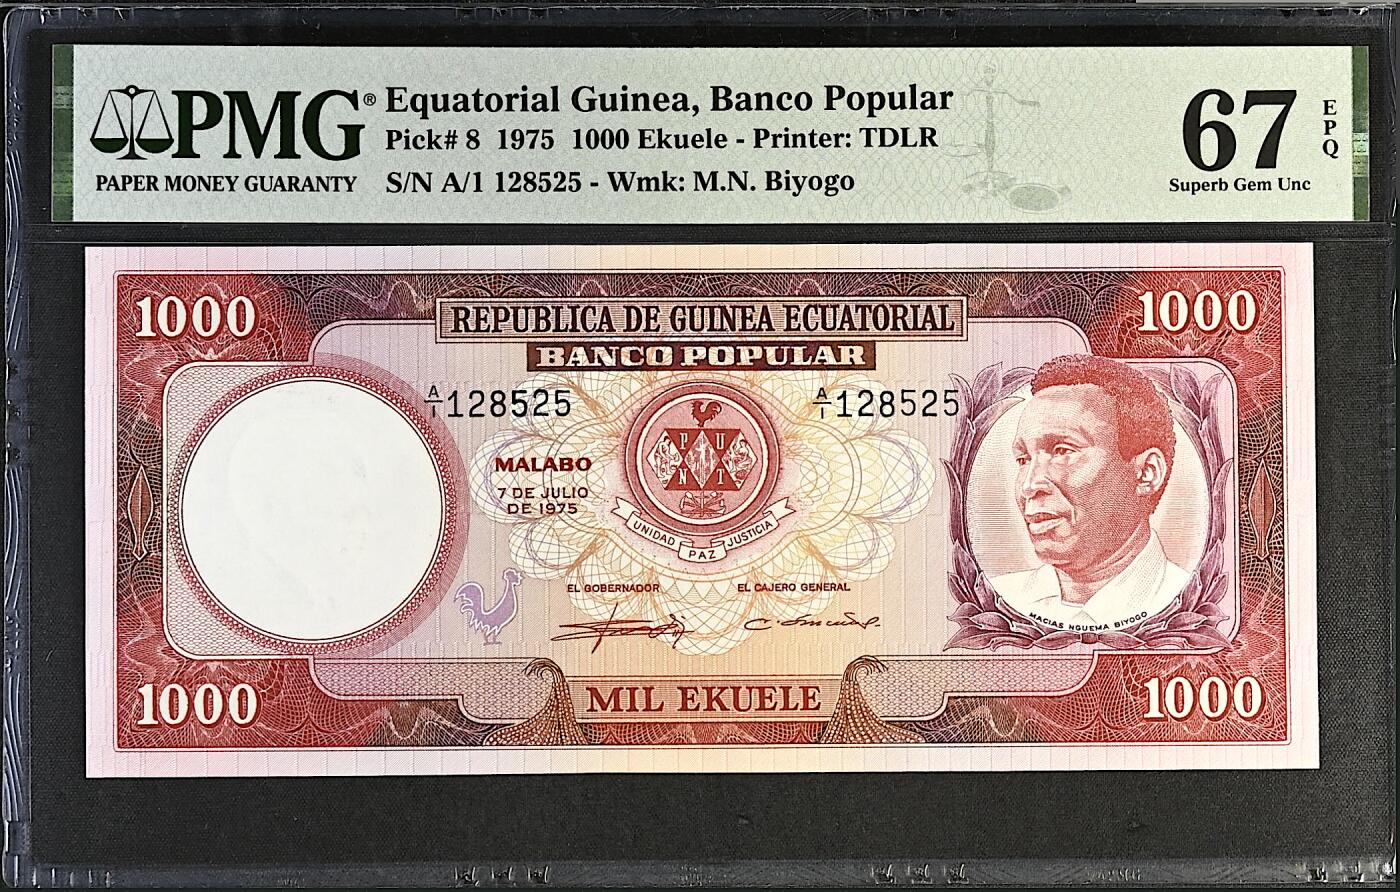 PMG®
PAPER MONEY GUARANTY
Equatorial Guinea, Banco Popular
Pick# 8 1975 1000 Ekuele - Printer: TDLR
S/N A/1 128525 - Wmk: M.N. Biyogo
67
EPQ
Superb Gem Unc
1000
1000
REPUBLICA DE GUINEA ECUATORIAL
BANCO POPULAR
A/1 128525
A/1 128525
MALABO
7 DE JULIO
DE 1975
P U
N T
UNIDAD PAZ JUSTICIA
EL GOBERNADOR
EL CAJERO GENERAL
MACIAS NGUEMA BIYOGO
1000
MIL EKUELE
1000